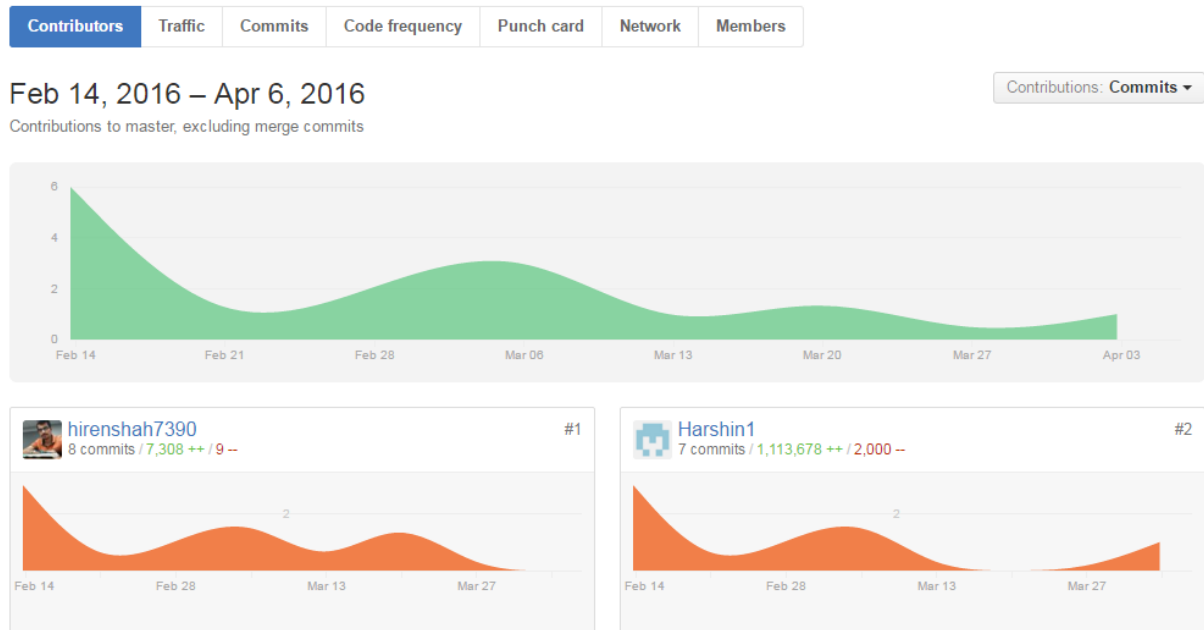 Contributors Traffic Commits Code frequency Punch card Network Members
Feb 14, 2016 – Apr 6, 2016
Contributions: Commits
Contributions to master, excluding merge commits
6
4
2
0
Feb 14 Feb 21 Feb 28 Mar 06 Mar 13 Mar 20 Mar 27 Apr 03
hirenshah7390 #1
8 commits / 7,308 ++ / 9 --
2
Feb 14 Feb 28 Mar 13 Mar 27
Harshin1 #2
7 commits / 1,113,678 ++ / 2,000 --
2
Feb 14 Feb 28 Mar 13 Mar 27